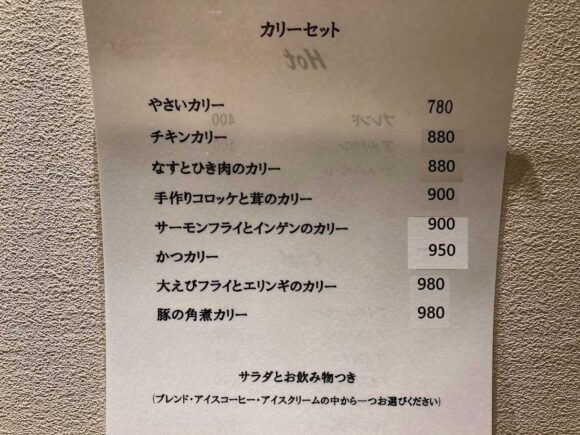 カリーセット
Hot
やさいカリー 780
ブレンド 400
チキンカリー 880
なすとひき肉のカリー 880
手作りコロッケと茸のカリー 900
サーモンフライとインゲンのカリー 900
かつカリー 950
大えびフライとエリンギのカリー 980
豚の角煮カリー 980
サラダとお飲み物つき
(ブレンド・アイスコーヒー・アイスクリームの中から一つお選びください)